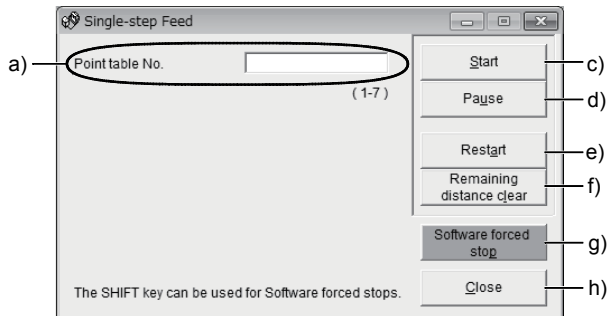 Single-step Feed
a)
Point table No.
( 1-7 )
Start
c)
Pause
d)
Restart
e)
Remaining
distance clear
f)
Software forced
stop
g)
The SHIFT key can be used for Software forced stops.
Close
h)